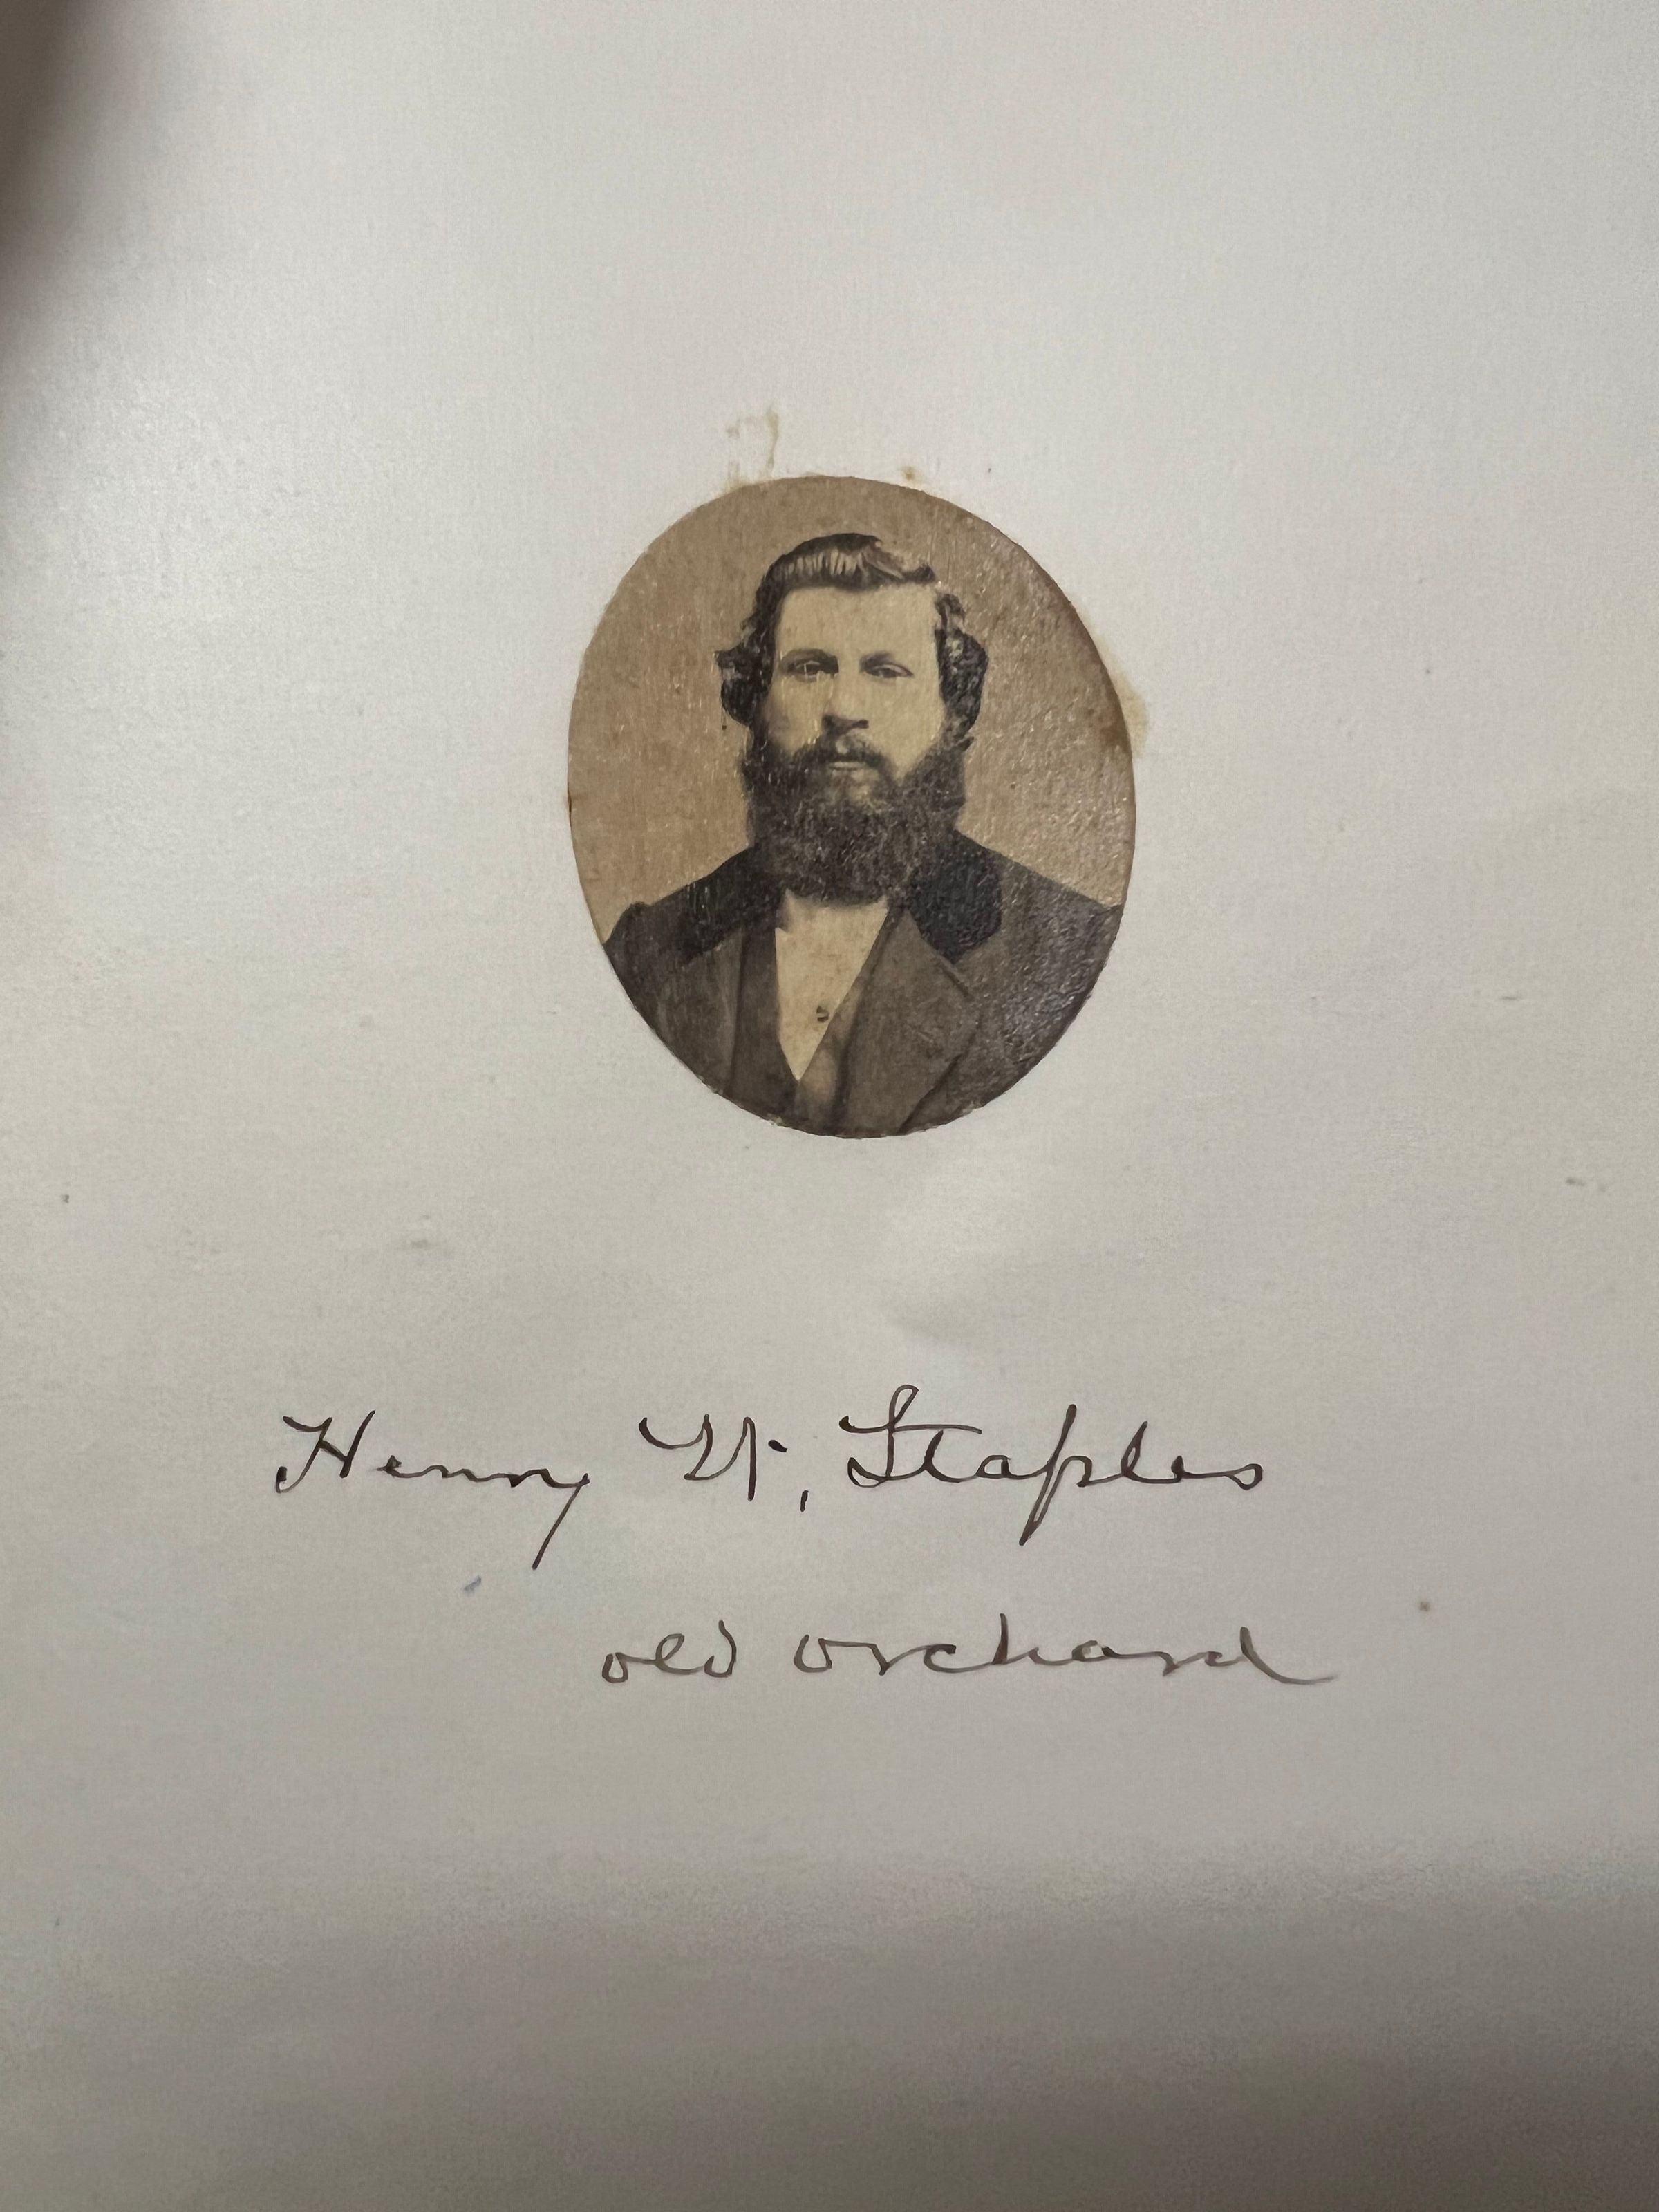 Henry W. Staples
old orchard